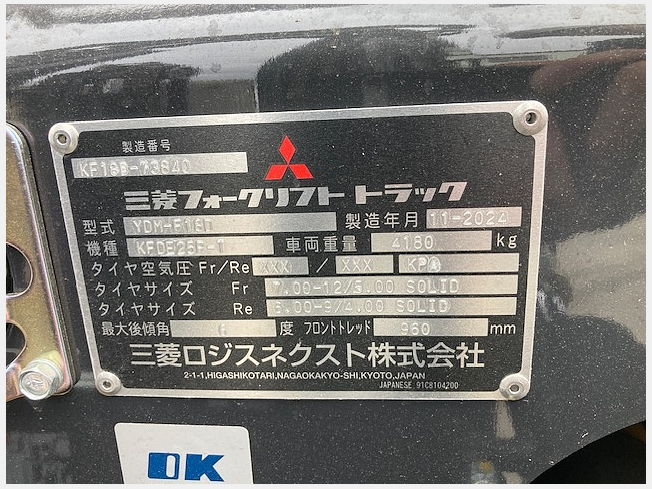 製造番号
KF18B-73840
三菱フォークリフト トラック
型式 YDM-F18D 製造年月 11-2024
機種 KFDE25P-1 車両重量 4180 kg
タイヤ空気圧 Fr/Re XXX / XXX KPA
タイヤサイズ Fr 7.00-12/5.00 SOLID
タイヤサイズ Re 6.00-9/4.00 SOLID
最大後傾角 6 度 フロントトレッド 960 mm
三菱ロジスネクスト株式会社
2-1-1,HIGASHIKOTARI,NAGAOKAKYO-SHI,KYOTO,JAPAN
JAPANESE 91C8104200
OK